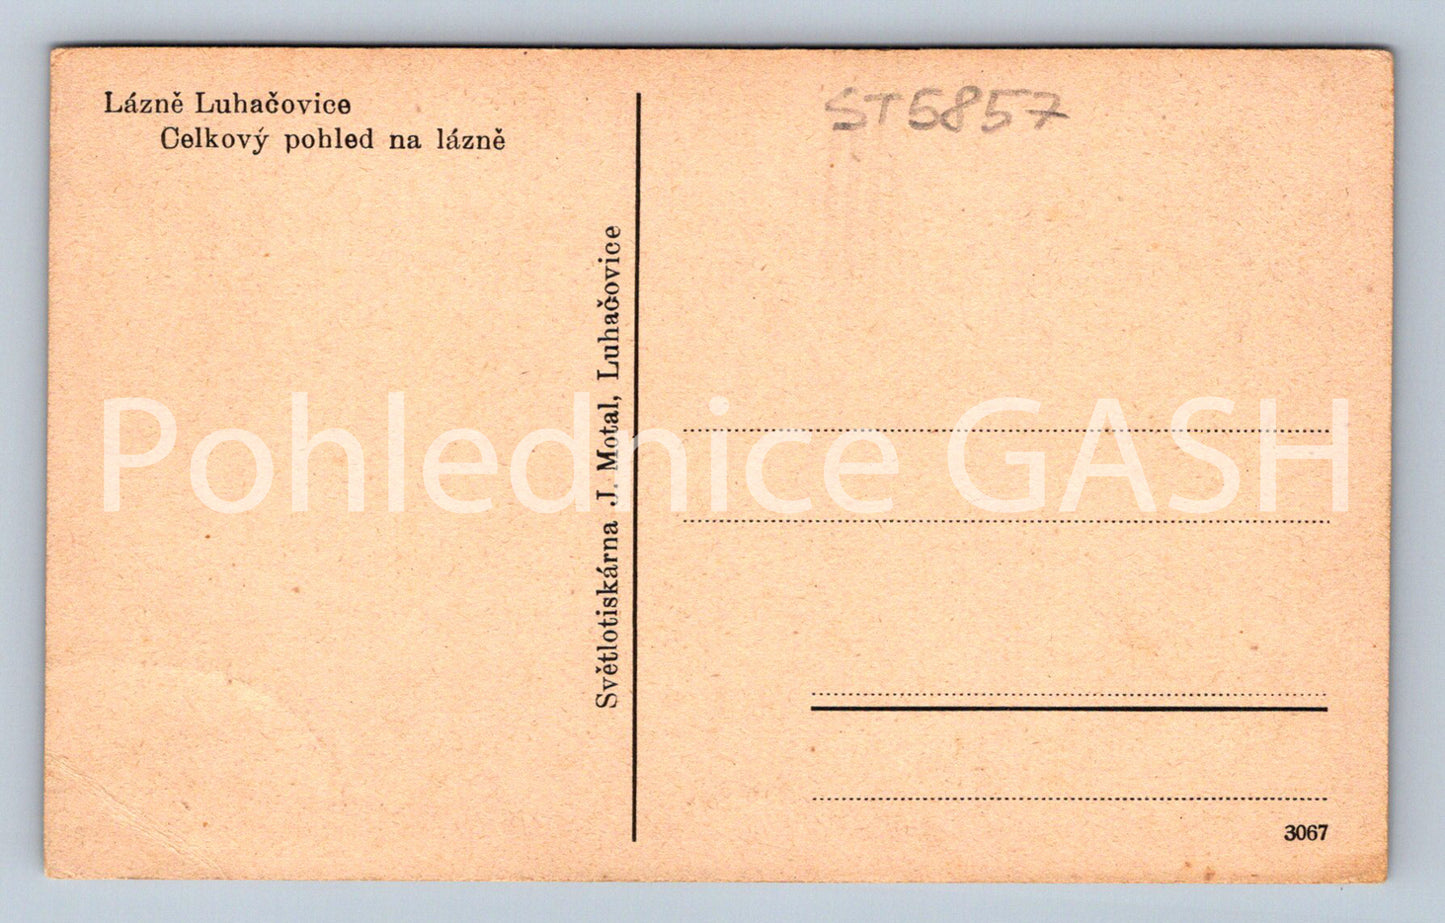 Lázně Luhačovice
Celkový pohled na lázně
ST5857
Světlotiskárna J. Motal, Luhačovice
Pohlednice GASH
3067